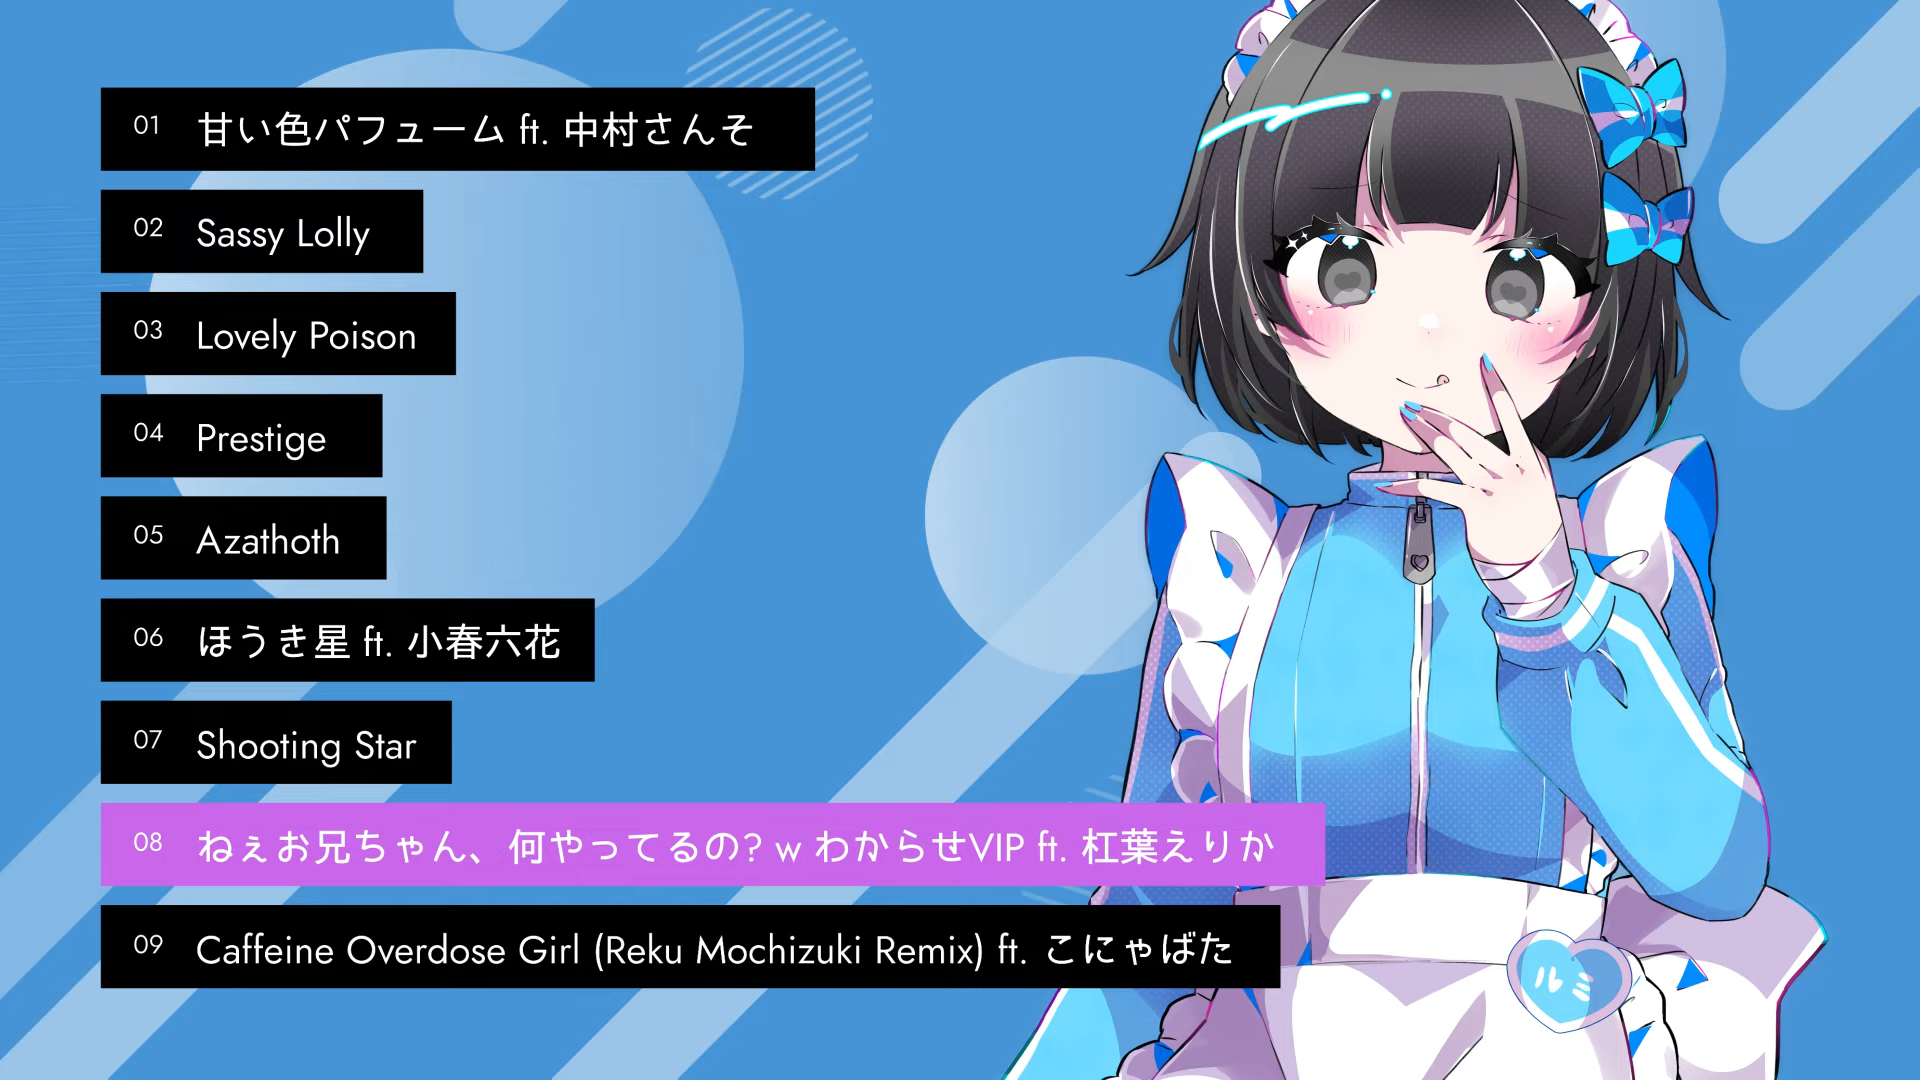 01 甘い色パフューム ft. 中村さんそ
02 Sassy Lolly
03 Lovely Poison
04 Prestige
05 Azathoth
06 ほうき星 ft. 小春六花
07 Shooting Star
08 ねぇお兄ちゃん、何やってるの? w わからせVIP ft. 杠葉えりか
09 Caffeine Overdose Girl (Reku Mochizuki Remix) ft. こにゃばた
ルミ